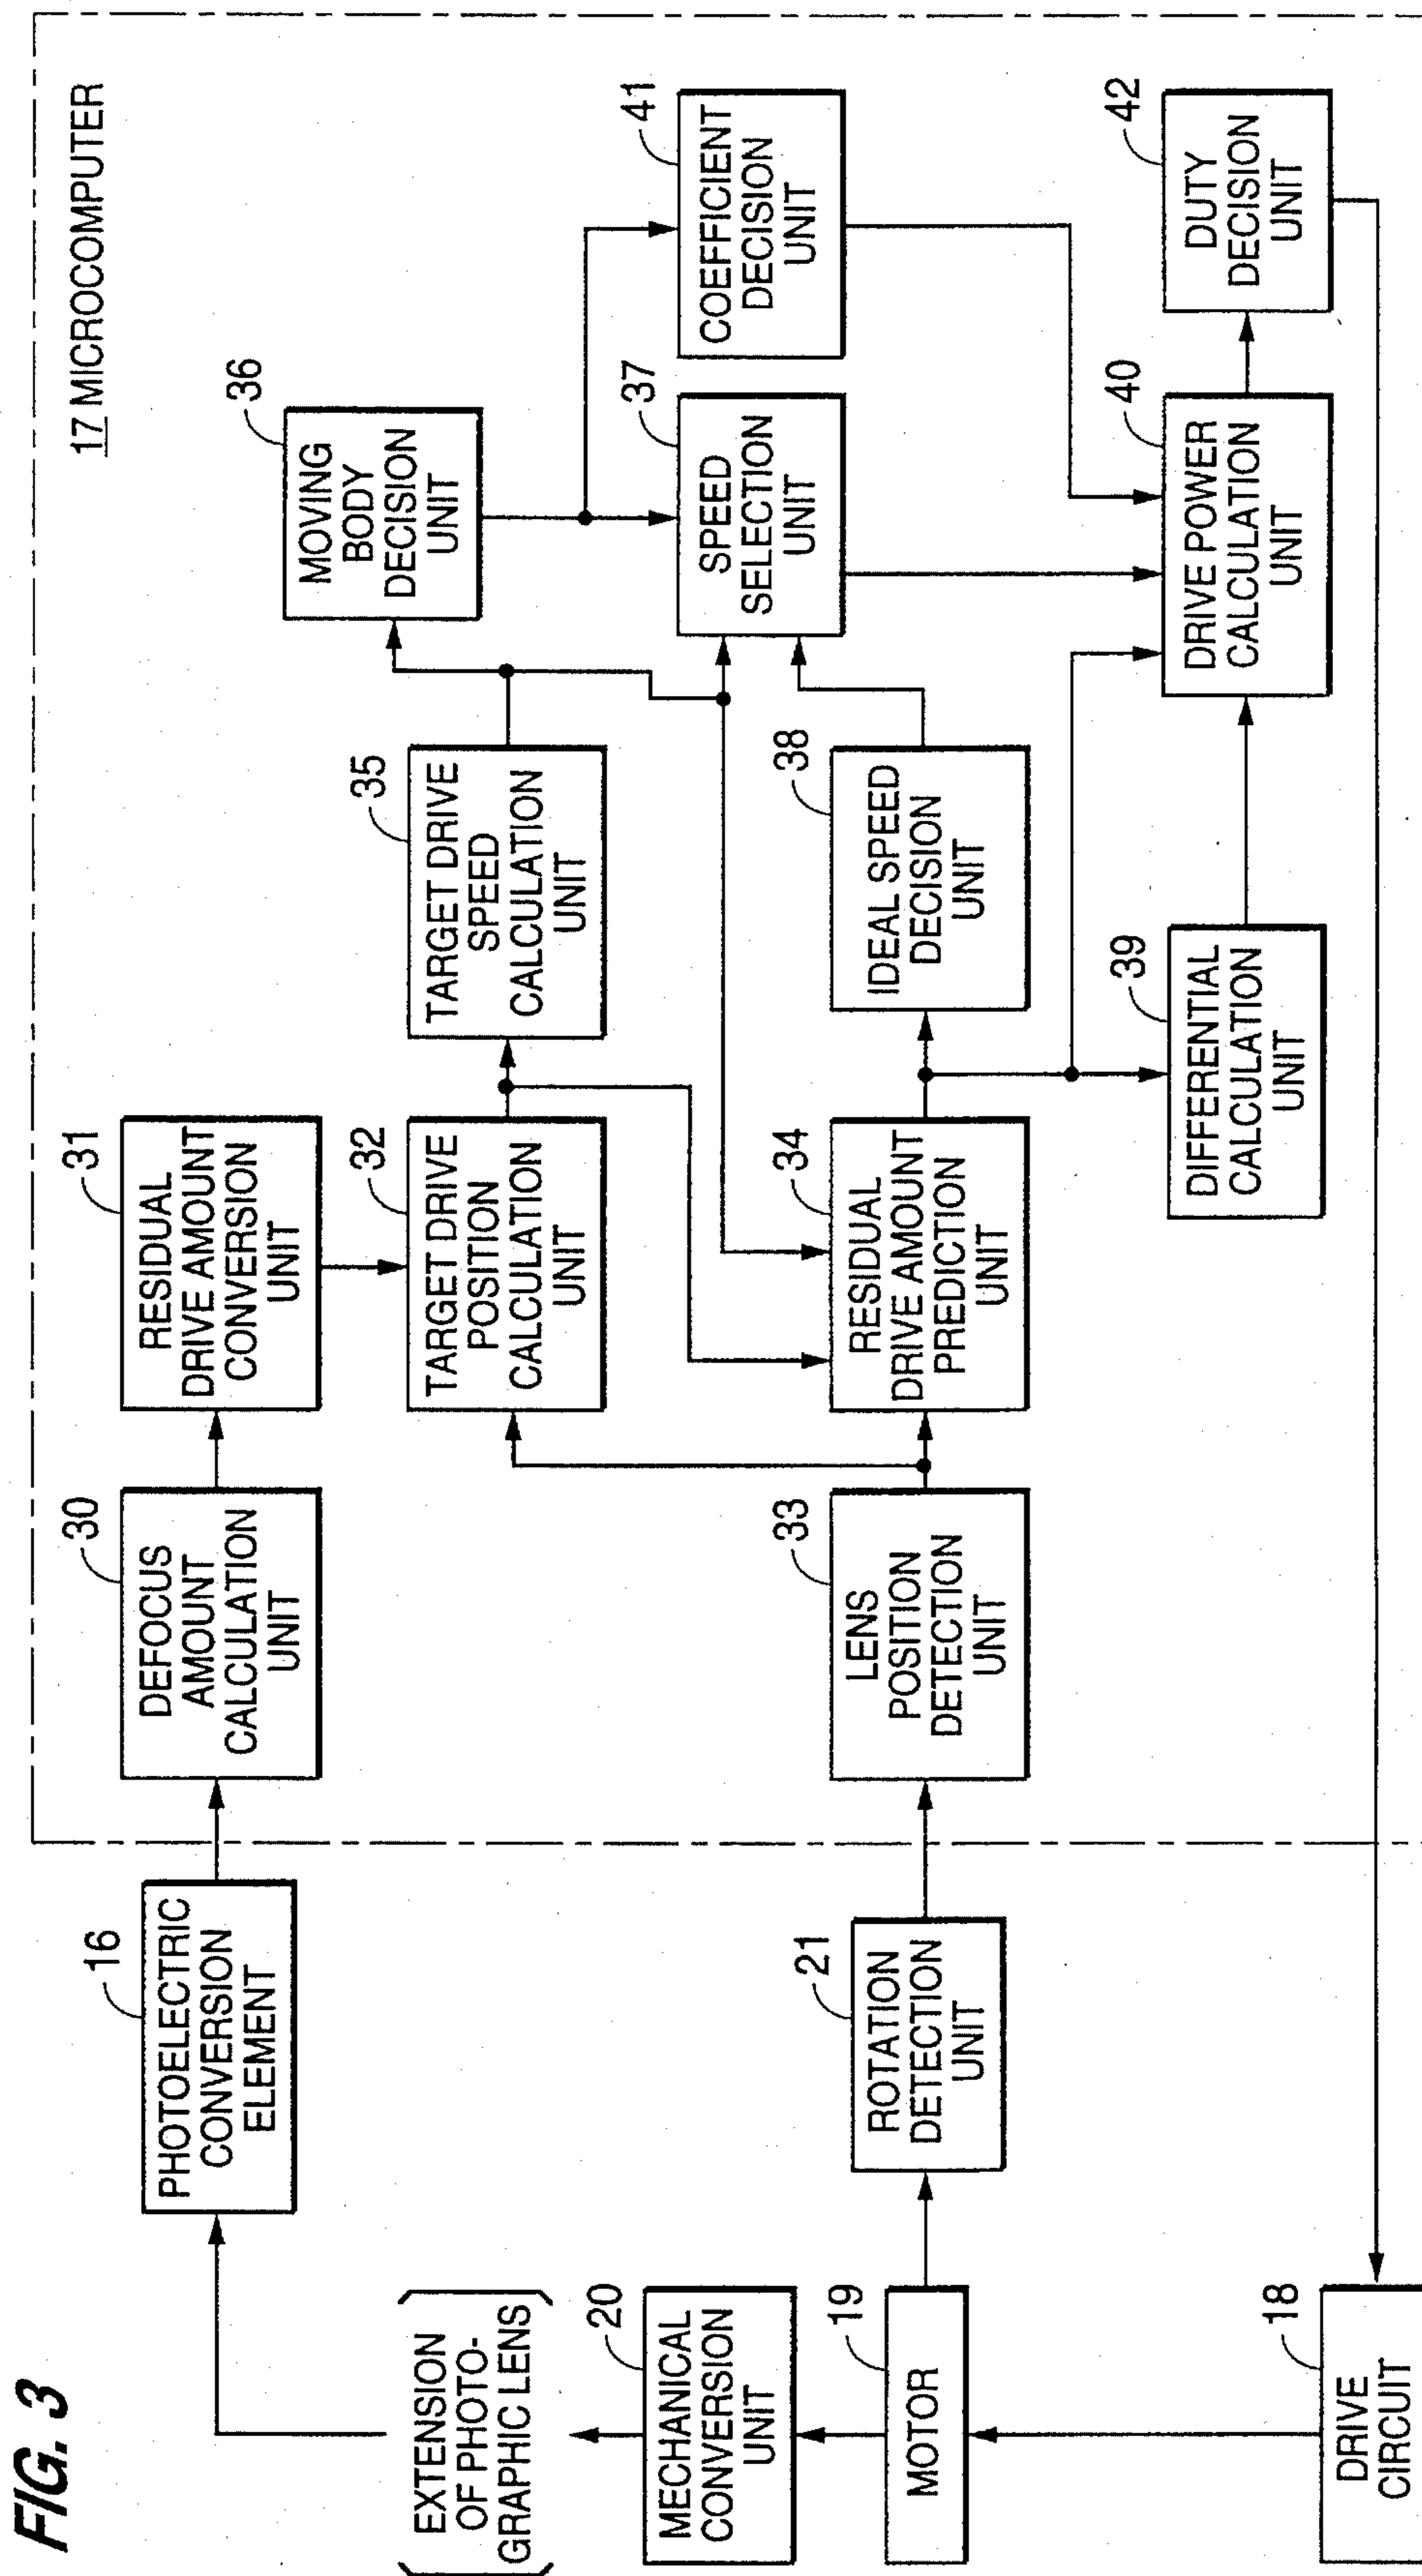 FIG. 3
17 MICROCOMPUTER
16
PHOTOELECTRIC
CONVERSION
ELEMENT
30
DEFOCUS
AMOUNT
CALCULATION
UNIT
31
RESIDUAL
DRIVE AMOUNT
CONVERSION
UNIT
36
MOVING
BODY
DECISION
UNIT
EXTENSION
OF PHOTO-
GRAPHIC LENS
32
TARGET DRIVE
POSITION
CALCULATION
UNIT
35
TARGET DRIVE
SPEED
CALCULATION
UNIT
20
MECHANICAL
CONVERSION
UNIT
37
SPEED
SELECTION
UNIT
41
COEFFICIENT
DECISION
UNIT
19
MOTOR
21
ROTATION
DETECTION
UNIT
33
LENS
POSITION
DETECTION
UNIT
34
RESIDUAL
DRIVE AMOUNT
PREDICTION
UNIT
38
IDEAL SPEED
DECISION
UNIT
39
DIFFERENTIAL
CALCULATION
UNIT
40
DRIVE POWER
CALCULATION
UNIT
42
DUTY
DECISION
UNIT
18
DRIVE
CIRCUIT